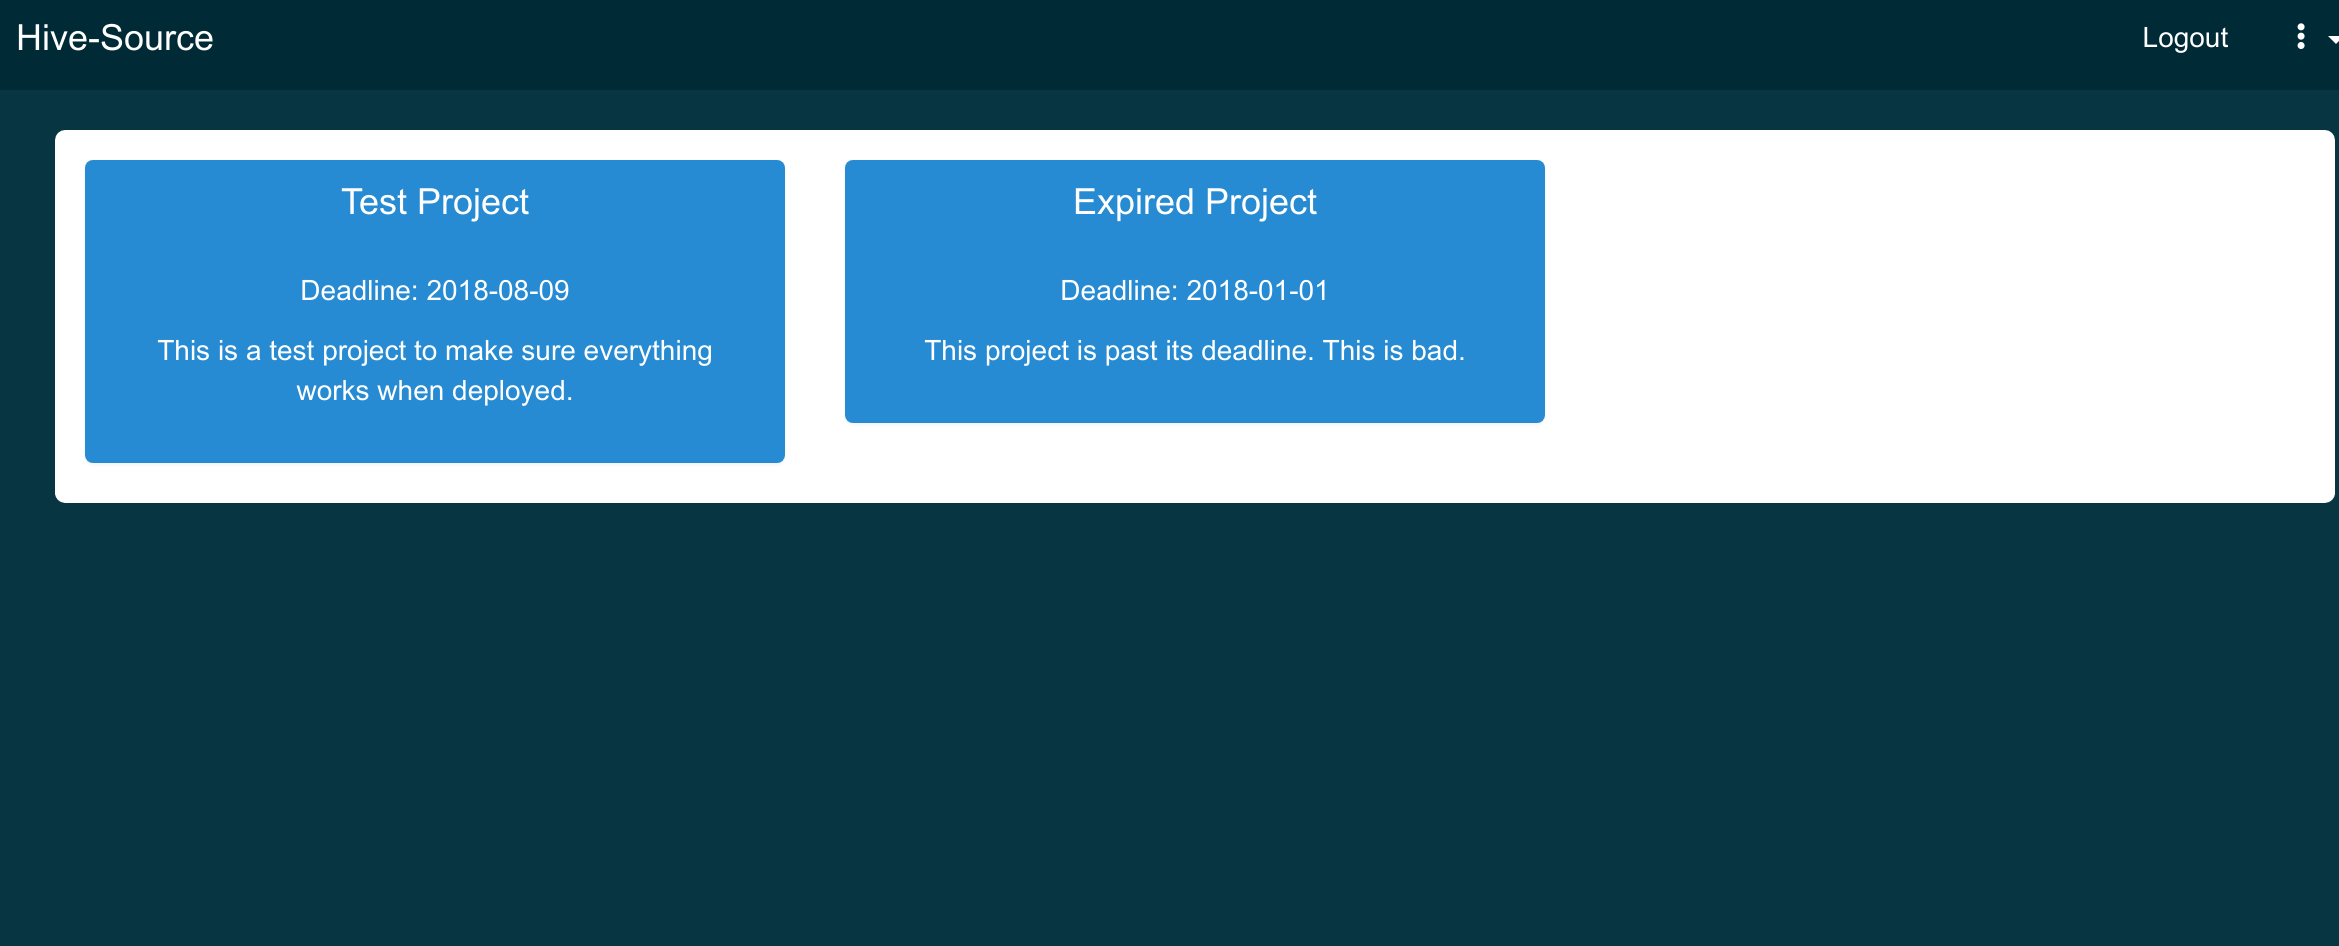 Hive-Source
Logout
Test Project
Deadline: 2018-08-09
This is a test project to make sure everything
works when deployed.
Expired Project
Deadline: 2018-01-01
This project is past its deadline. This is bad.